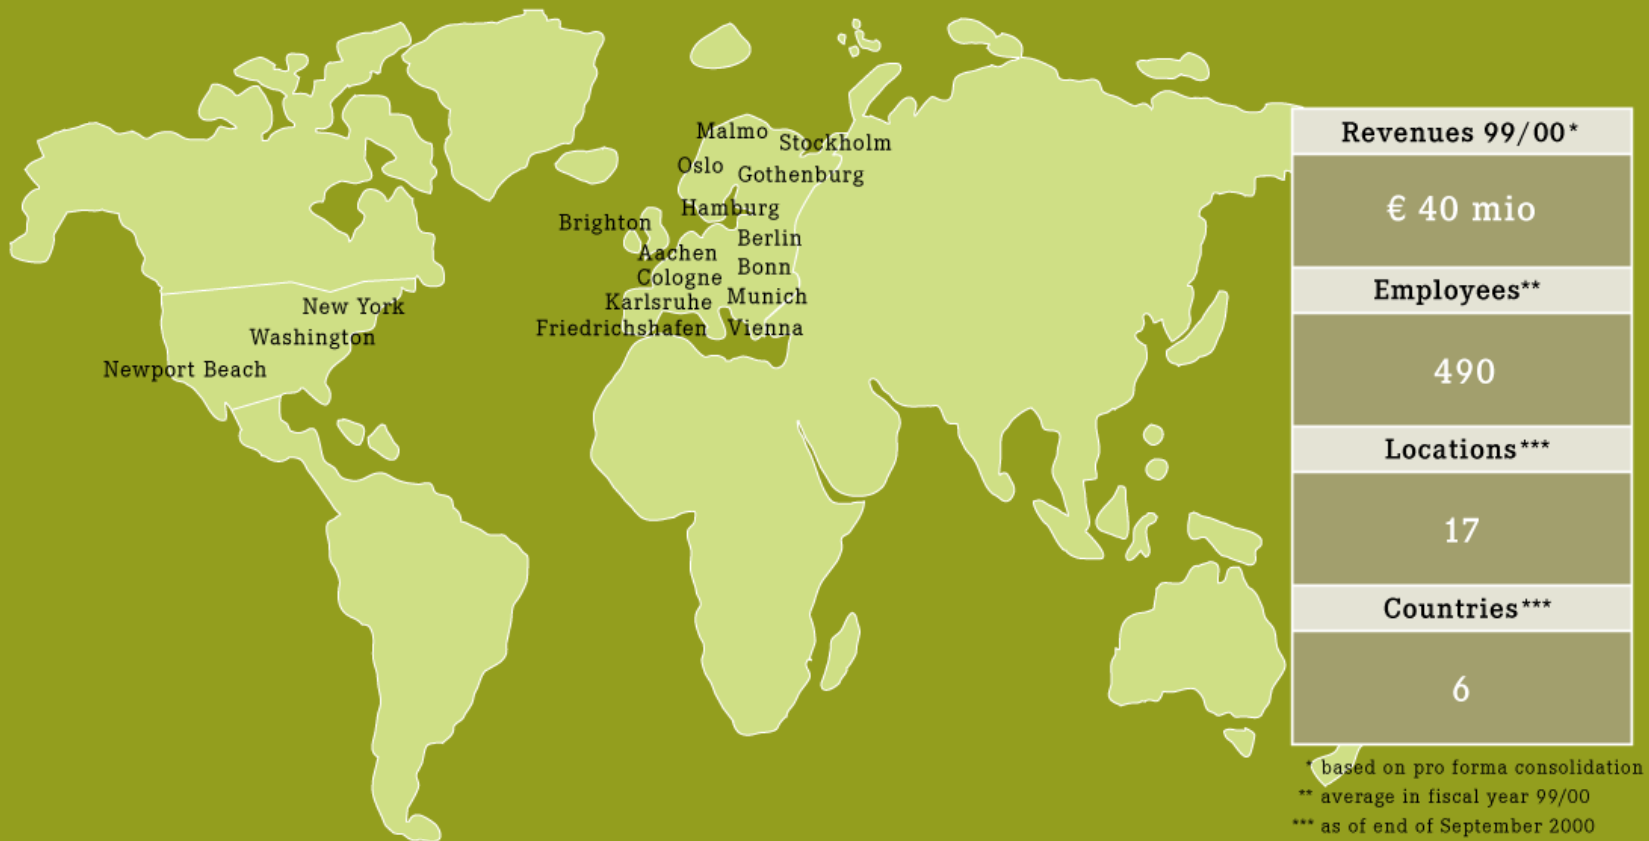 Malmo
Stockholm
Oslo
Gothenburg
Hamburg
Brighton
Berlin
Aachen
Bonn
Cologne
Munich
Karlsruhe
Friedrichshafen
Vienna
New York
Washington
Newport Beach
Revenues 99/00*
€ 40 mio
Employees**
490
Locations***
17
Countries***
6
* based on pro forma consolidation
** average in fiscal year 99/00
*** as of end of September 2000